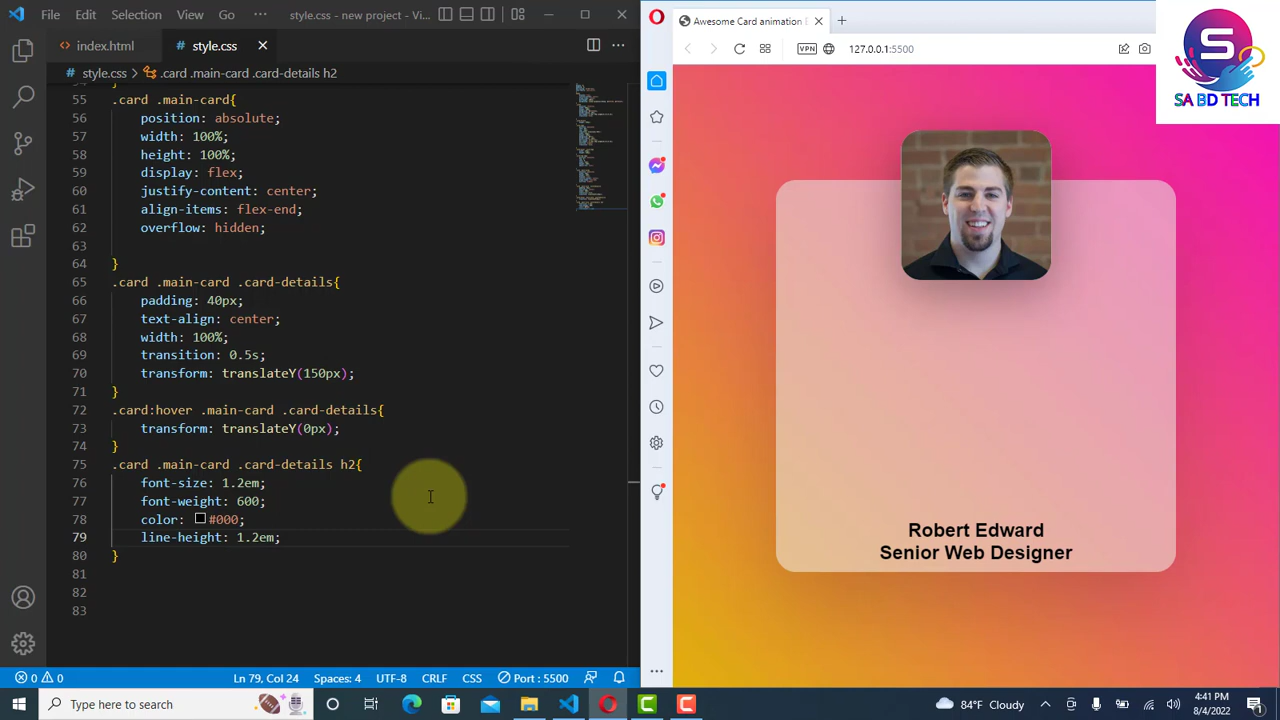 File Edit Selection
style.css - new project - Vi...
index.html
style.css
style.css > .card .main-card .card-details h2
54 }
55 .card .main-card{
56 position: absolute;
57 width: 100%;
58 height: 100%;
59 display: flex;
60 justify-content: center;
61 align-items: flex-end;
62 overflow: hidden;
63
64 }
65 .card .main-card .card-details{
66 padding: 40px;
67 text-align: center;
68 width: 100%;
69 transition: 0.5s;
70 transform: translateY(150px);
71 }
72 .card:hover .main-card .card-details{
73 transform: translateY(0px);
74 }
75 .card .main-card .card-details h2{
76 font-size: 1.2em;
77 font-weight: 600;
78 color: #000;
79 line-height: 1.2em;
80 }
81
82
83
0 0
Ln 79, Col 24 Spaces: 4 UTF-8 CRLF CSS Port : 5500
Awesome Card animation
VPN
127.0.0.1:5500
S
SA BD TECH
Robert Edward
Senior Web Designer
Type here to search
84°F Cloudy
4:41 PM
8/4/2022
1